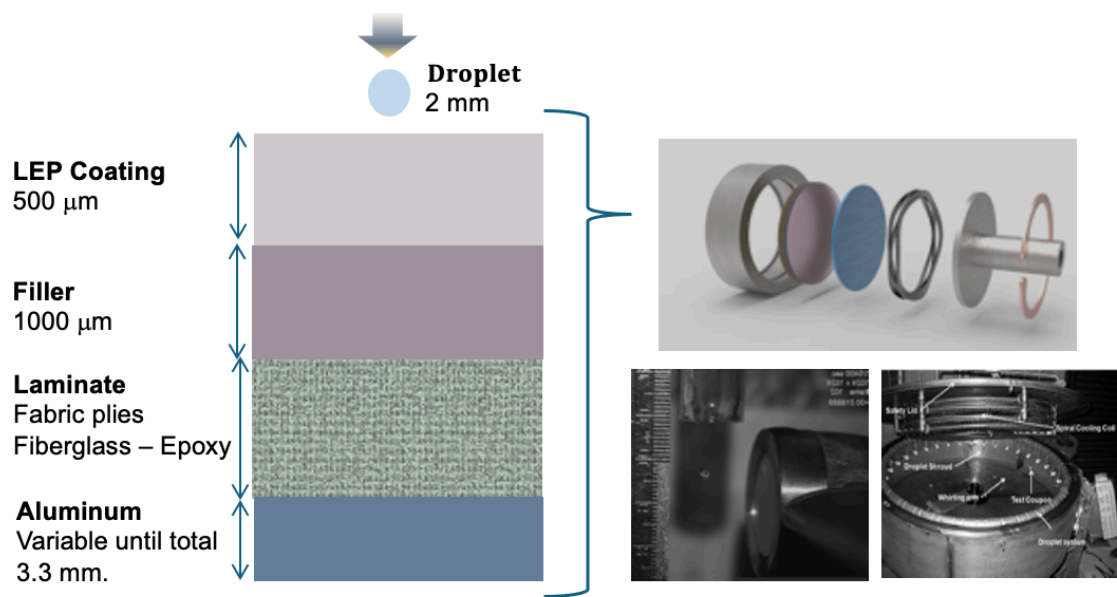 Droplet
2 mm
LEP Coating
500 μm
Filler
1000 μm
Laminate
Fabric plies
Fiberglass – Epoxy
Aluminum
Variable until total
3.3 mm.
Safety Lid
Spiral Cooling Coil
Droplet Shroud
Whirling arm
Test Coupon
Droplet system